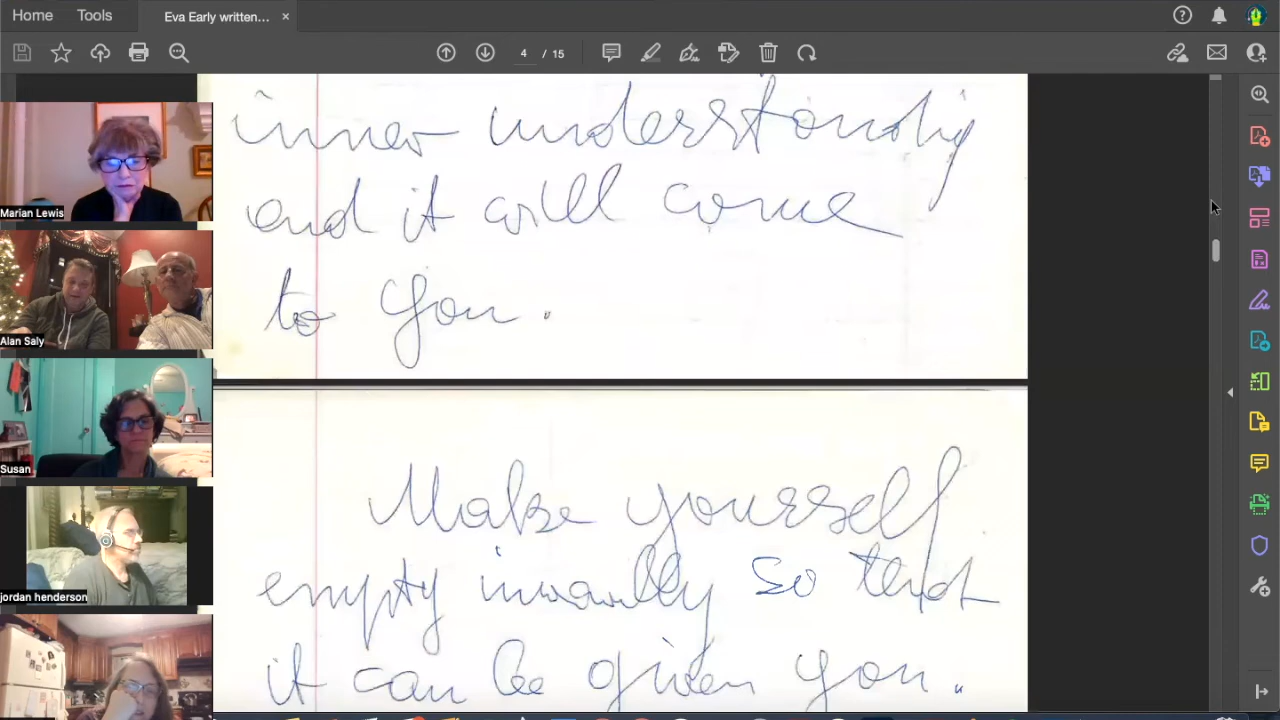 Home
Tools
Eva Early written...
4 / 15
inner understanding
and it will come
to you.
Make yourself
empty inwardly so that
it can be given you."
Marian Lewis
Alan Saly
Susan
jordan henderson